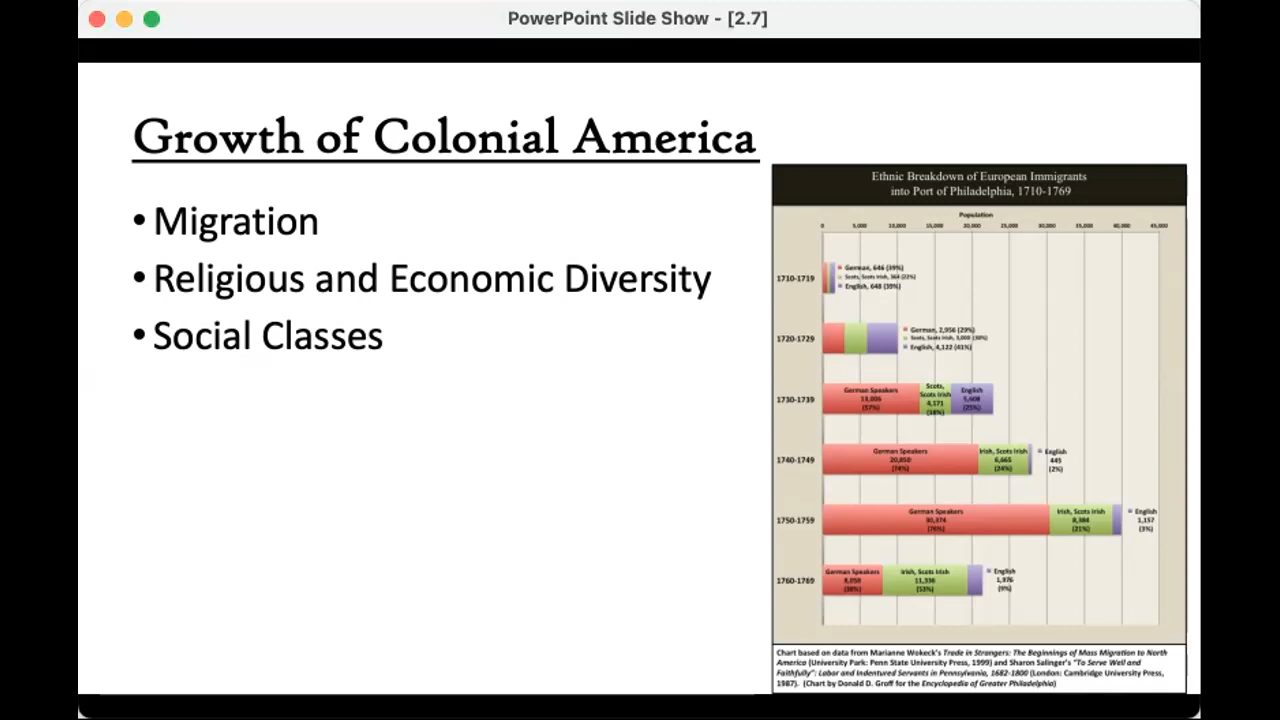 PowerPoint Slide Show - [2.7]
Growth of Colonial America
• Migration
• Religious and Economic Diversity
• Social Classes
Ethnic Breakdown of European Immigrants
into Port of Philadelphia, 1710-1769
Population
0 5,000 10,000 15,000 20,000 25,000 30,000 35,000 40,000 45,000
1710-1719
German, 646 (39%)
Scots, Scots Irish, 364 (22%)
English, 648 (39%)
1720-1729
German, 2,956 (29%)
Scots, Scots Irish, 3,000 (30%)
English, 4,122 (41%)
1730-1739
German Speakers
13,006
(57%)
Scots,
Scots Irish
4,171
(18%)
English
5,608
(25%)
1740-1749
German Speakers
(74%)
Irish, Scots Irish
6,665
(24%)
English
445
(2%)
1750-1759
German Speakers
30,374
(76%)
Irish, Scots Irish
8,384
(21%)
English
1,157
(3%)
1760-1769
German Speakers
8,058
(38%)
Irish, Scots Irish
11,336
(53%)
English
1,976
(9%)
Chart based on data from Marianne Wokeck's Trade in Strangers: The Beginnings of Mass Migration to North
America (University Park: Penn State University Press, 1999) and Sharon Salinger's "To Serve Well and
Faithfully": Labor and Indentured Servants in Pennsylvania, 1682-1800 (London: Cambridge University Press,
1987). (Chart by Donald D. Groff for the Encyclopedia of Greater Philadelphia)